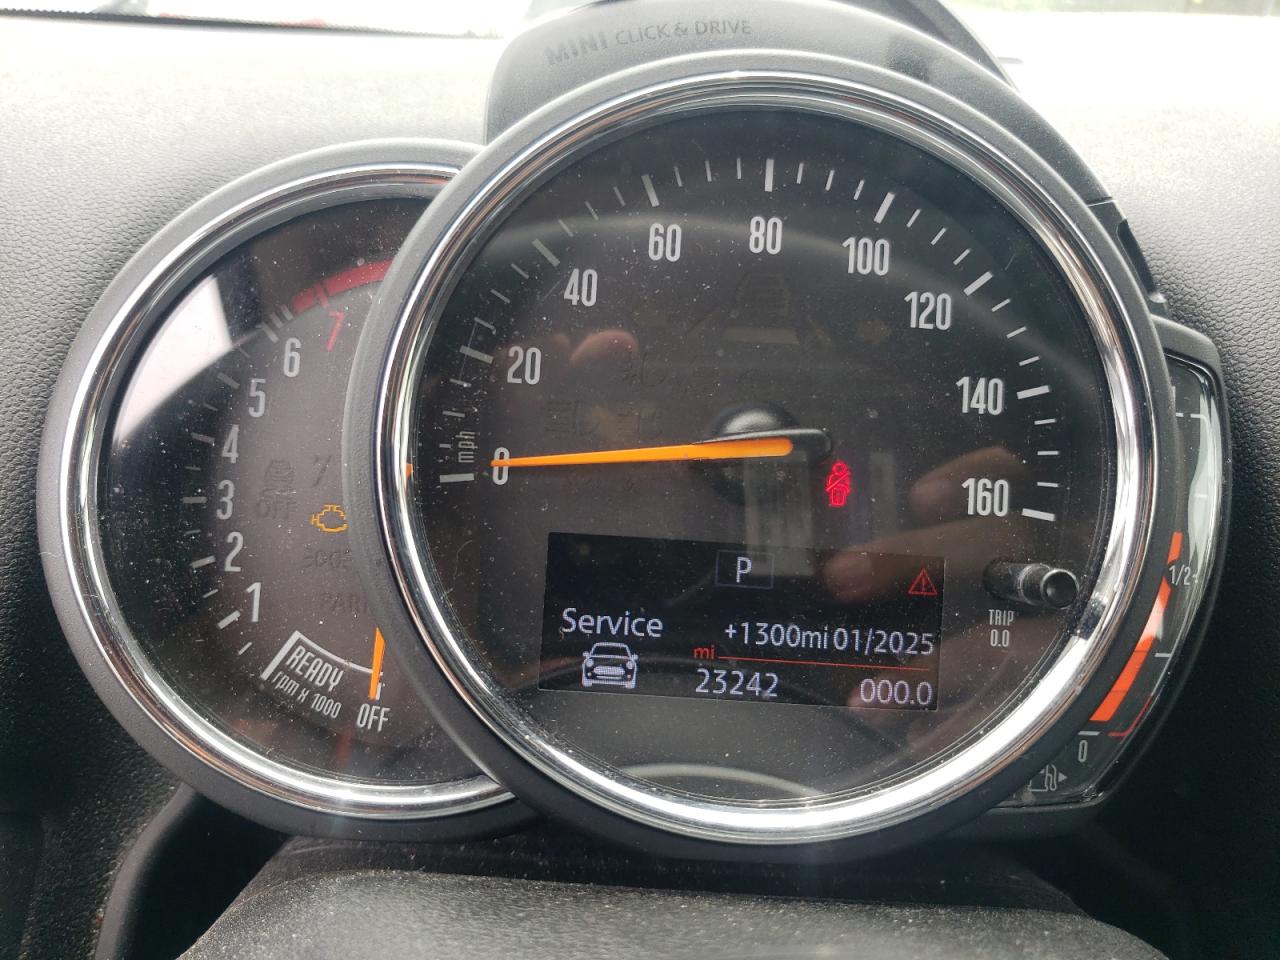 MINI CLICK & DRIVE
0
20
40
60
80
100
120
140
160
mph
7
6
5
4
3
2
1
READY
rpm x 1000
OFF
OFF
PARK
P
Service
+1300mi 01/2025
mi
23242
000.0
TRIP
0.0
1/2
0